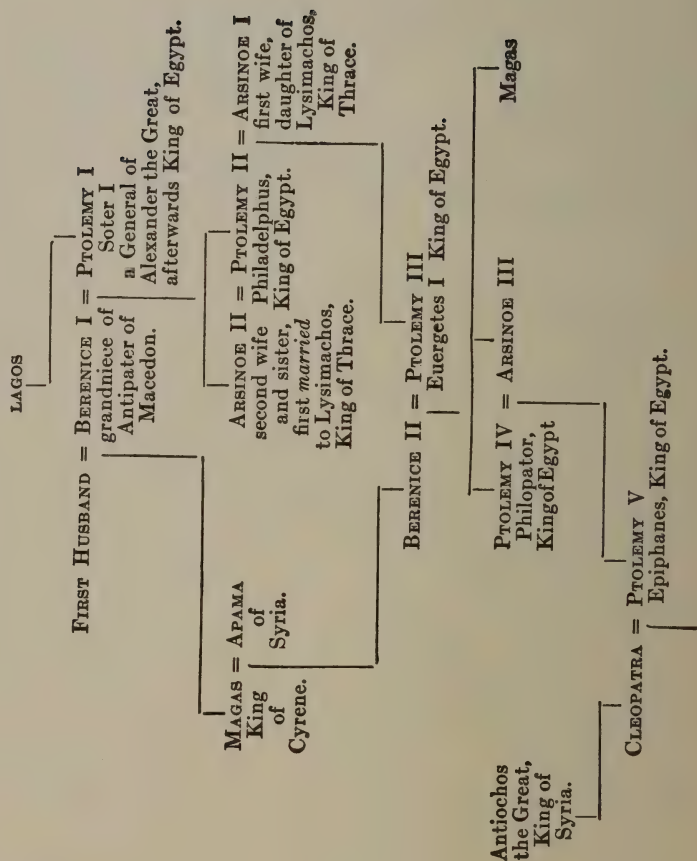 LAGOS
FIRST HUSBAND = BERENICE I = PTOLEMY I
grandniece of
Antipater of
Macedon.
Soter I
a General of
Alexander the Great,
afterwards King of Egypt.
MAGAS = APAMA
King
of
Cyrene.
of
Syria.
ARSINOE II = PTOLEMY II = ARSINOE I
second wife
and sister,
first married
to Lysimachos,
King of Thrace.
Philadelphus,
King of Egypt.
first wife,
daughter of
Lysimachos,
King of
Thrace.
BERENICE II = PTOLEMY III
Euergetes I King of Egypt.
PTOLEMY IV = ARSINOE III
Philopator,
King of Egypt
Magas
Antiochos
the Great,
King of
Syria.
CLEOPATRA = PTOLEMY V
Epiphanes, King of Egypt.